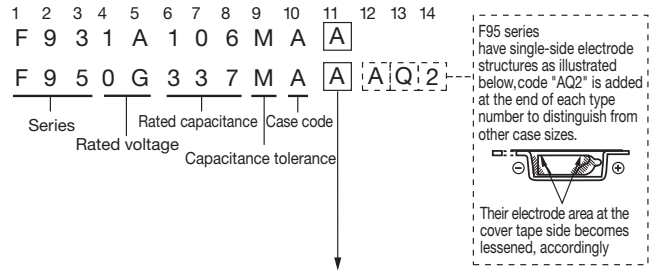 1 2 3 4 5 6 7 8 9 10 11 12 13 14
F 9 3 1 A 1 0 6 M A A
F 9 5 0 G 3 3 7 M A A A Q 2
Series
Rated voltage
Rated capacitance
Capacitance tolerance
Case code
F95 series
have single-side electrode
structures as illustrated
below,code "AQ2" is added
at the end of each type
number to distinguish from
other case sizes.
⊖ ⊕
Their electrode area at the
cover tape side becomes
lessened, accordingly